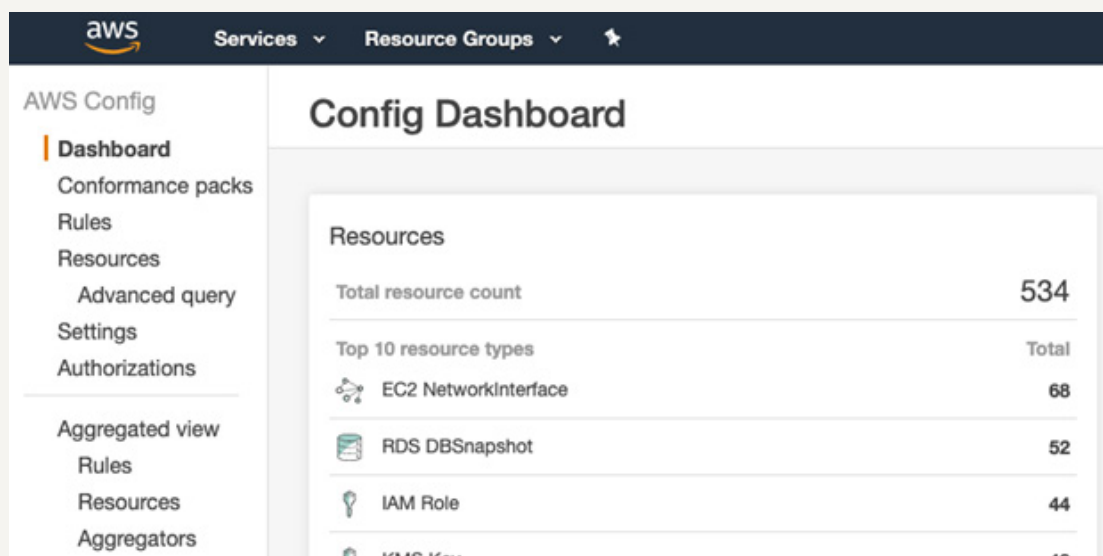 aws
Services
Resource Groups
AWS Config
Dashboard
Conformance packs
Rules
Resources
Advanced query
Settings
Authorizations
Aggregated view
Rules
Resources
Aggregators
Config Dashboard
Resources
Total resource count 534
Top 10 resource types Total
EC2 NetworkInterface 68
RDS DBSnapshot 52
IAM Role 44